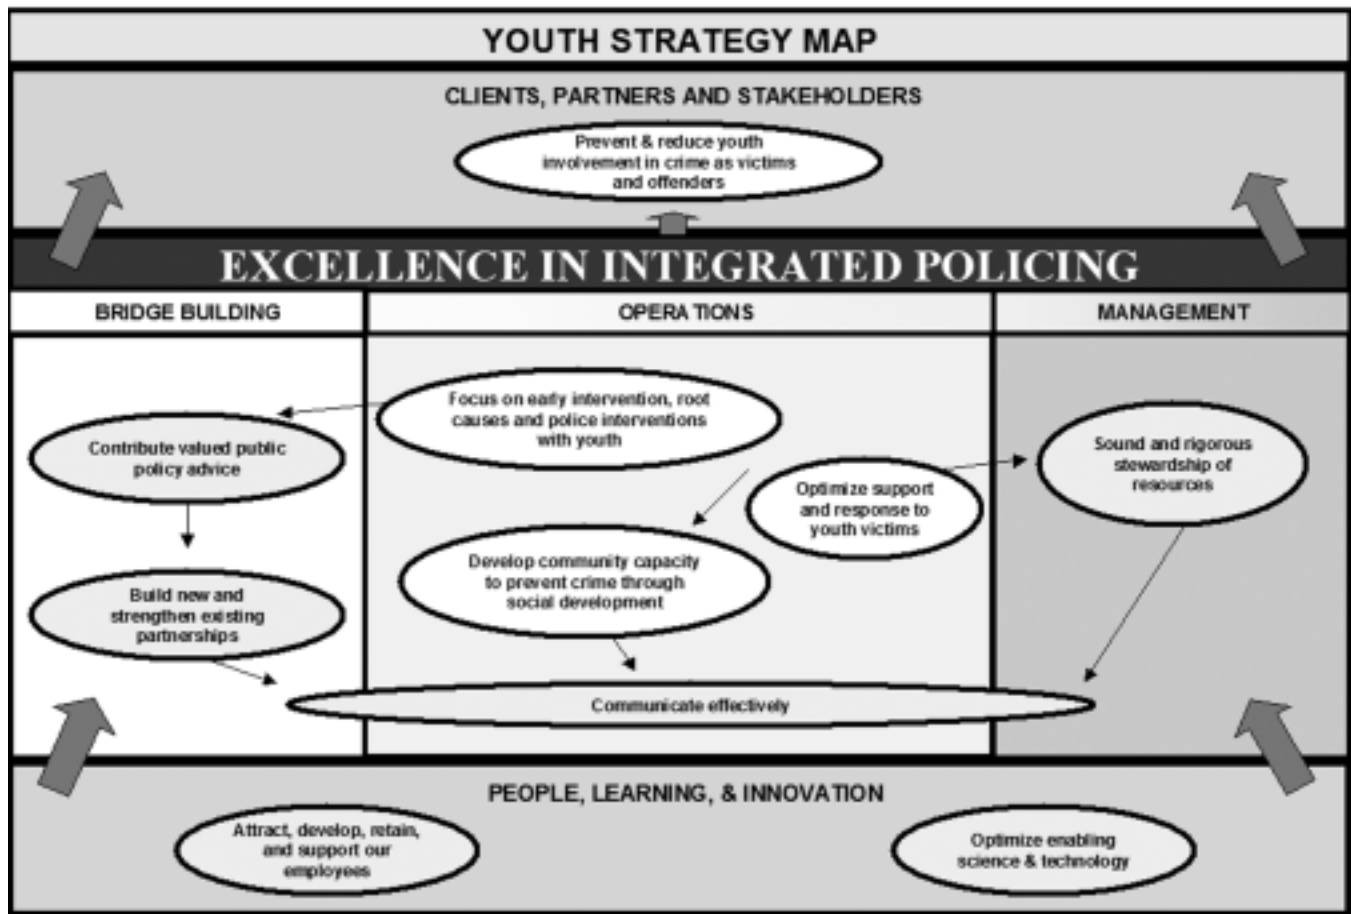 YOUTH STRATEGY MAP
CLIENTS, PARTNERS AND STAKEHOLDERS
Prevent & reduce youth
involvement in crime as victims
and offenders
EXCELLENCE IN INTEGRATED POLICING
BRIDGE BUILDING
OPERATIONS
MANAGEMENT
Contribute valued public
policy advice
Build new and
strengthen existing
partnerships
Focus on early intervention, root
causes and police interventions
with youth
Optimize support
and response to
youth victims
Develop community capacity
to prevent crime through
social development
Sound and rigorous
stewardship of
resources
Communicate effectively
PEOPLE, LEARNING, & INNOVATION
Attract, develop, retain,
and support our
employees
Optimize enabling
science & technology